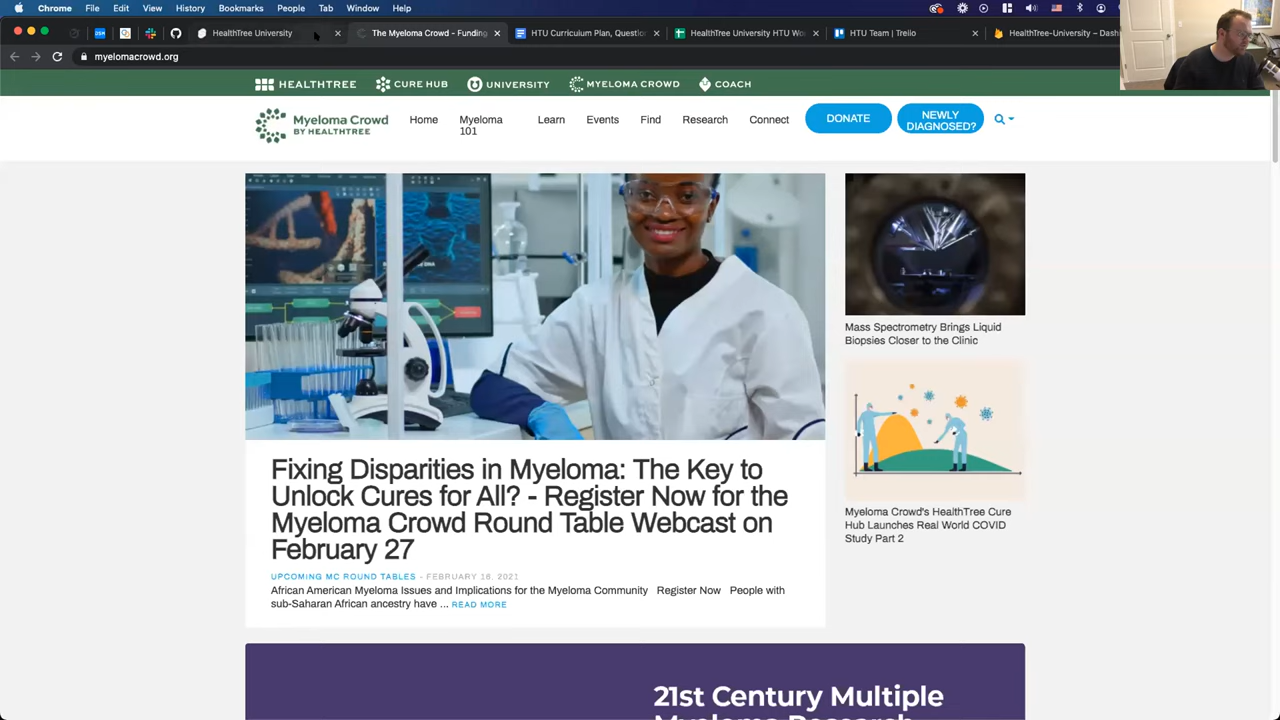 Chrome File Edit View History Bookmarks People Tab Window Help
HealthTree University
The Myeloma Crowd - Funding
HTU Curriculum Plan, Questio
HealthTree University HTU Wo
HTU Team | Trello
HealthTree-University – Dash
myelomacrowd.org
HEALTHTREE CURE HUB UNIVERSITY MYELOMA CROWD COACH
Myeloma Crowd
BY HEALTHTREE
Home
Myeloma
101
Learn
Events
Find
Research
Connect
DONATE
NEWLY
DIAGNOSED?
Mass Spectrometry Brings Liquid
Biopsies Closer to the Clinic
Myeloma Crowd's HealthTree Cure
Hub Launches Real World COVID
Study Part 2
Fixing Disparities in Myeloma: The Key to
Unlock Cures for All? - Register Now for the
Myeloma Crowd Round Table Webcast on
February 27
UPCOMING MC ROUND TABLES - FEBRUARY 16, 2021
African American Myeloma Issues and Implications for the Myeloma Community Register Now People with
sub-Saharan African ancestry have ... READ MORE
21st Century Multiple
Myeloma Research